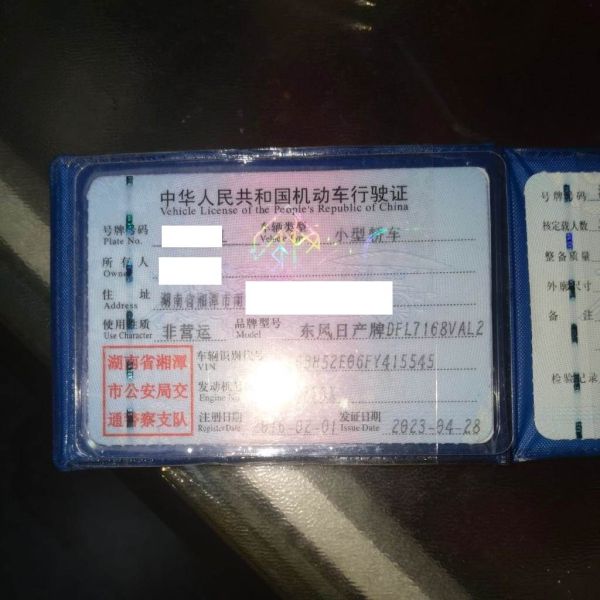 中华人民共和国机动车行驶证
Vehicle License of the People's Republic of China
号牌号码 车辆类型 小型轿车
Plate No. Vehicle Type
所有人
Owner
住址 湖南省湘潭市
Address
使用性质 非营运 品牌型号 东风日产牌DFL7168VAL2
Use Character Model
湖南省湘潭
市公安局交
通警察支队
车辆识别代号
VIN
发动机号
Engine No.
注册日期 2016-02-01 发证日期 2023-04-28
Register Date Issue Date
号牌号码
核定载人数
整备质量
外廓尺寸
备注
检验记录